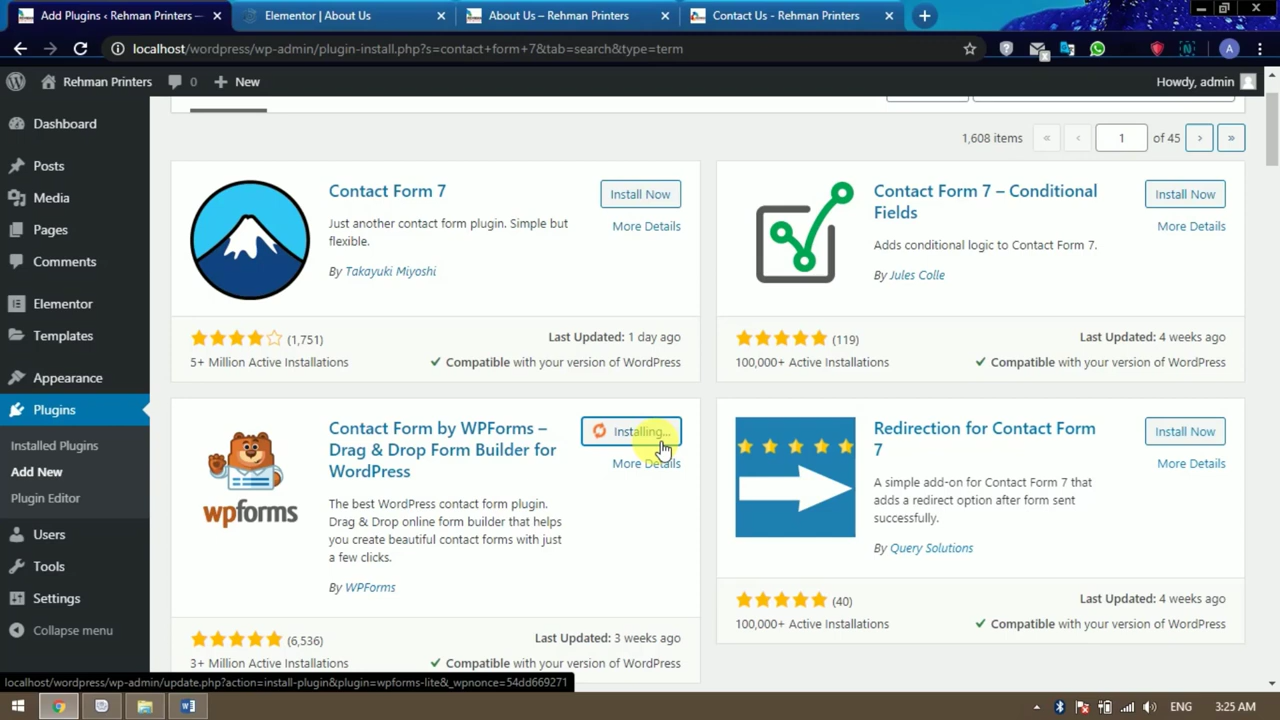 Add Plugins ‹ Rehman Printers —
Elementor | About Us
About Us – Rehman Printers
Contact Us - Rehman Printers
localhost/wordpress/wp-admin/plugin-install.php?s=contact+form+7&tab=search&type=term
A
Rehman Printers
0
New
Howdy, admin
Dashboard
Posts
Media
Pages
Comments
Elementor
Templates
Appearance
Plugins
Installed Plugins
Add New
Plugin Editor
Users
Tools
Settings
Collapse menu
1,608 items
«
‹
1
of 45
›
»
Contact Form 7
Install Now
More Details
Just another contact form plugin. Simple but
flexible.
By Takayuki Miyoshi
(1,751)
Last Updated: 1 day ago
5+ Million Active Installations
Compatible with your version of WordPress
Contact Form 7 – Conditional
Fields
Install Now
More Details
Adds conditional logic to Contact Form 7.
By Jules Colle
(119)
Last Updated: 4 weeks ago
100,000+ Active Installations
Compatible with your version of WordPress
wpforms
Contact Form by WPForms –
Drag & Drop Form Builder for
WordPress
Installing...
More Details
The best WordPress contact form plugin.
Drag & Drop online form builder that helps
you create beautiful contact forms with just
a few clicks.
By WPForms
(6,536)
Last Updated: 3 weeks ago
3+ Million Active Installations
Compatible with your version of WordPress
Redirection for Contact Form
7
Install Now
More Details
A simple add-on for Contact Form 7 that
adds a redirect option after form sent
successfully.
By Query Solutions
(40)
Last Updated: 4 weeks ago
100,000+ Active Installations
Compatible with your version of WordPress
localhost/wordpress/wp-admin/update.php?action=install-plugin&plugin=wpforms-lite&_wpnonce=54dd669271
ENG
3:25 AM